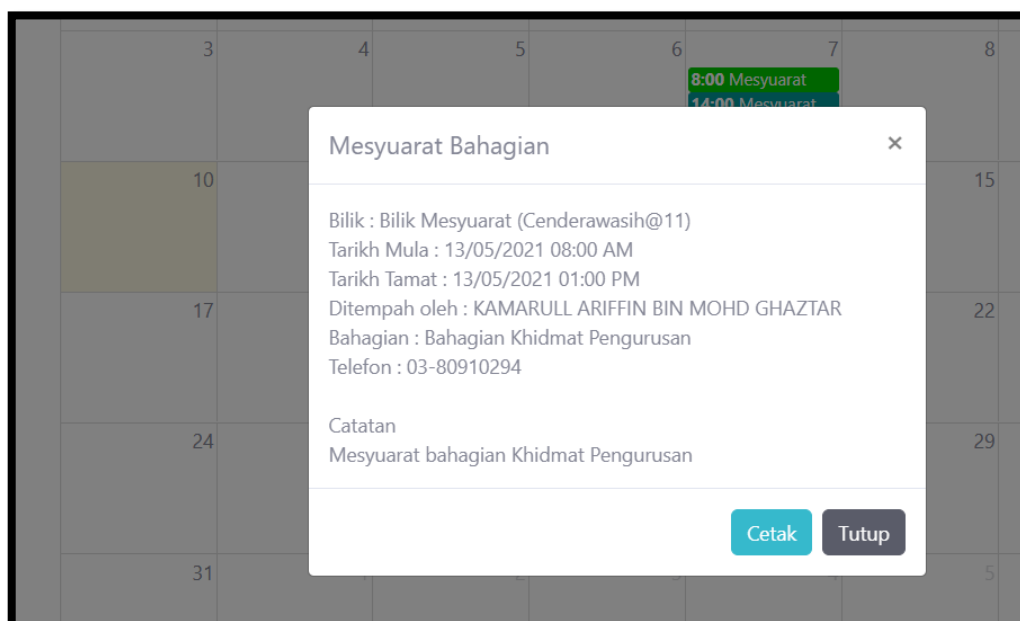 3 4 5 6 7 8
8:00 Mesyuarat
14:00 Mesyuarat
Mesyuarat Bahagian ×
10 15
Bilik : Bilik Mesyuarat (Cenderawasih@11)
Tarikh Mula : 13/05/2021 08:00 AM
Tarikh Tamat : 13/05/2021 01:00 PM
17 Ditempah oleh : KAMARULL ARIFFIN BIN MOHD GHAZTAR 22
Bahagian : Bahagian Khidmat Pengurusan
Telefon : 03-80910294
Catatan
24 29
Mesyuarat bahagian Khidmat Pengurusan
Cetak Tutup
31 5